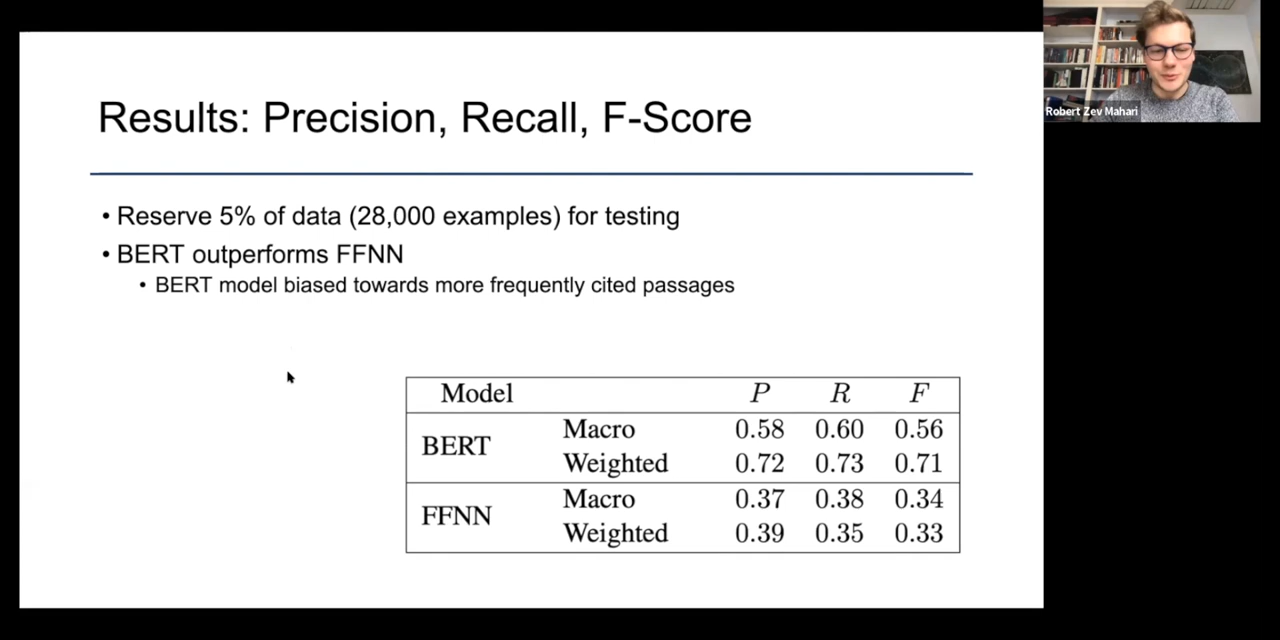 Results: Precision, Recall, F-Score
• Reserve 5% of data (28,000 examples) for testing
• BERT outperforms FFNN
• BERT model biased towards more frequently cited passages
Model P R F
BERT
Macro 0.58 0.60 0.56
Weighted 0.72 0.73 0.71
FFNN
Macro 0.37 0.38 0.34
Weighted 0.39 0.35 0.33
Robert Zev Mahari